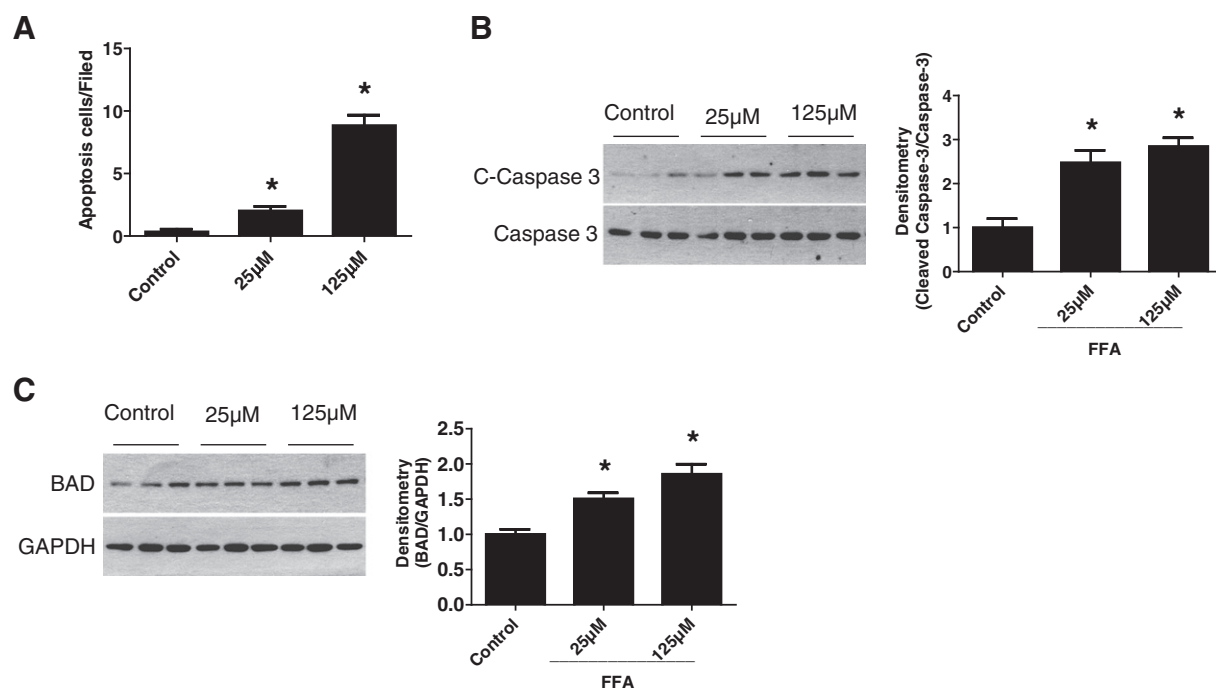 A
Apoptosis cells/Filed
15
10
5
0
*
*
Control
25µM
125µM
B
Control 25µM 125µM
C-Caspase 3
Caspase 3
Densitometry
(Cleaved Caspase-3/Caspase-3)
4
3
2
1
0
*
*
Control
25µM
125µM
FFA
C
Control 25µM 125µM
BAD
GAPDH
Densitometry
(BAD/GAPDH)
2.5
2.0
1.5
1.0
0.5
0.0
*
*
Control
25µM
125µM
FFA